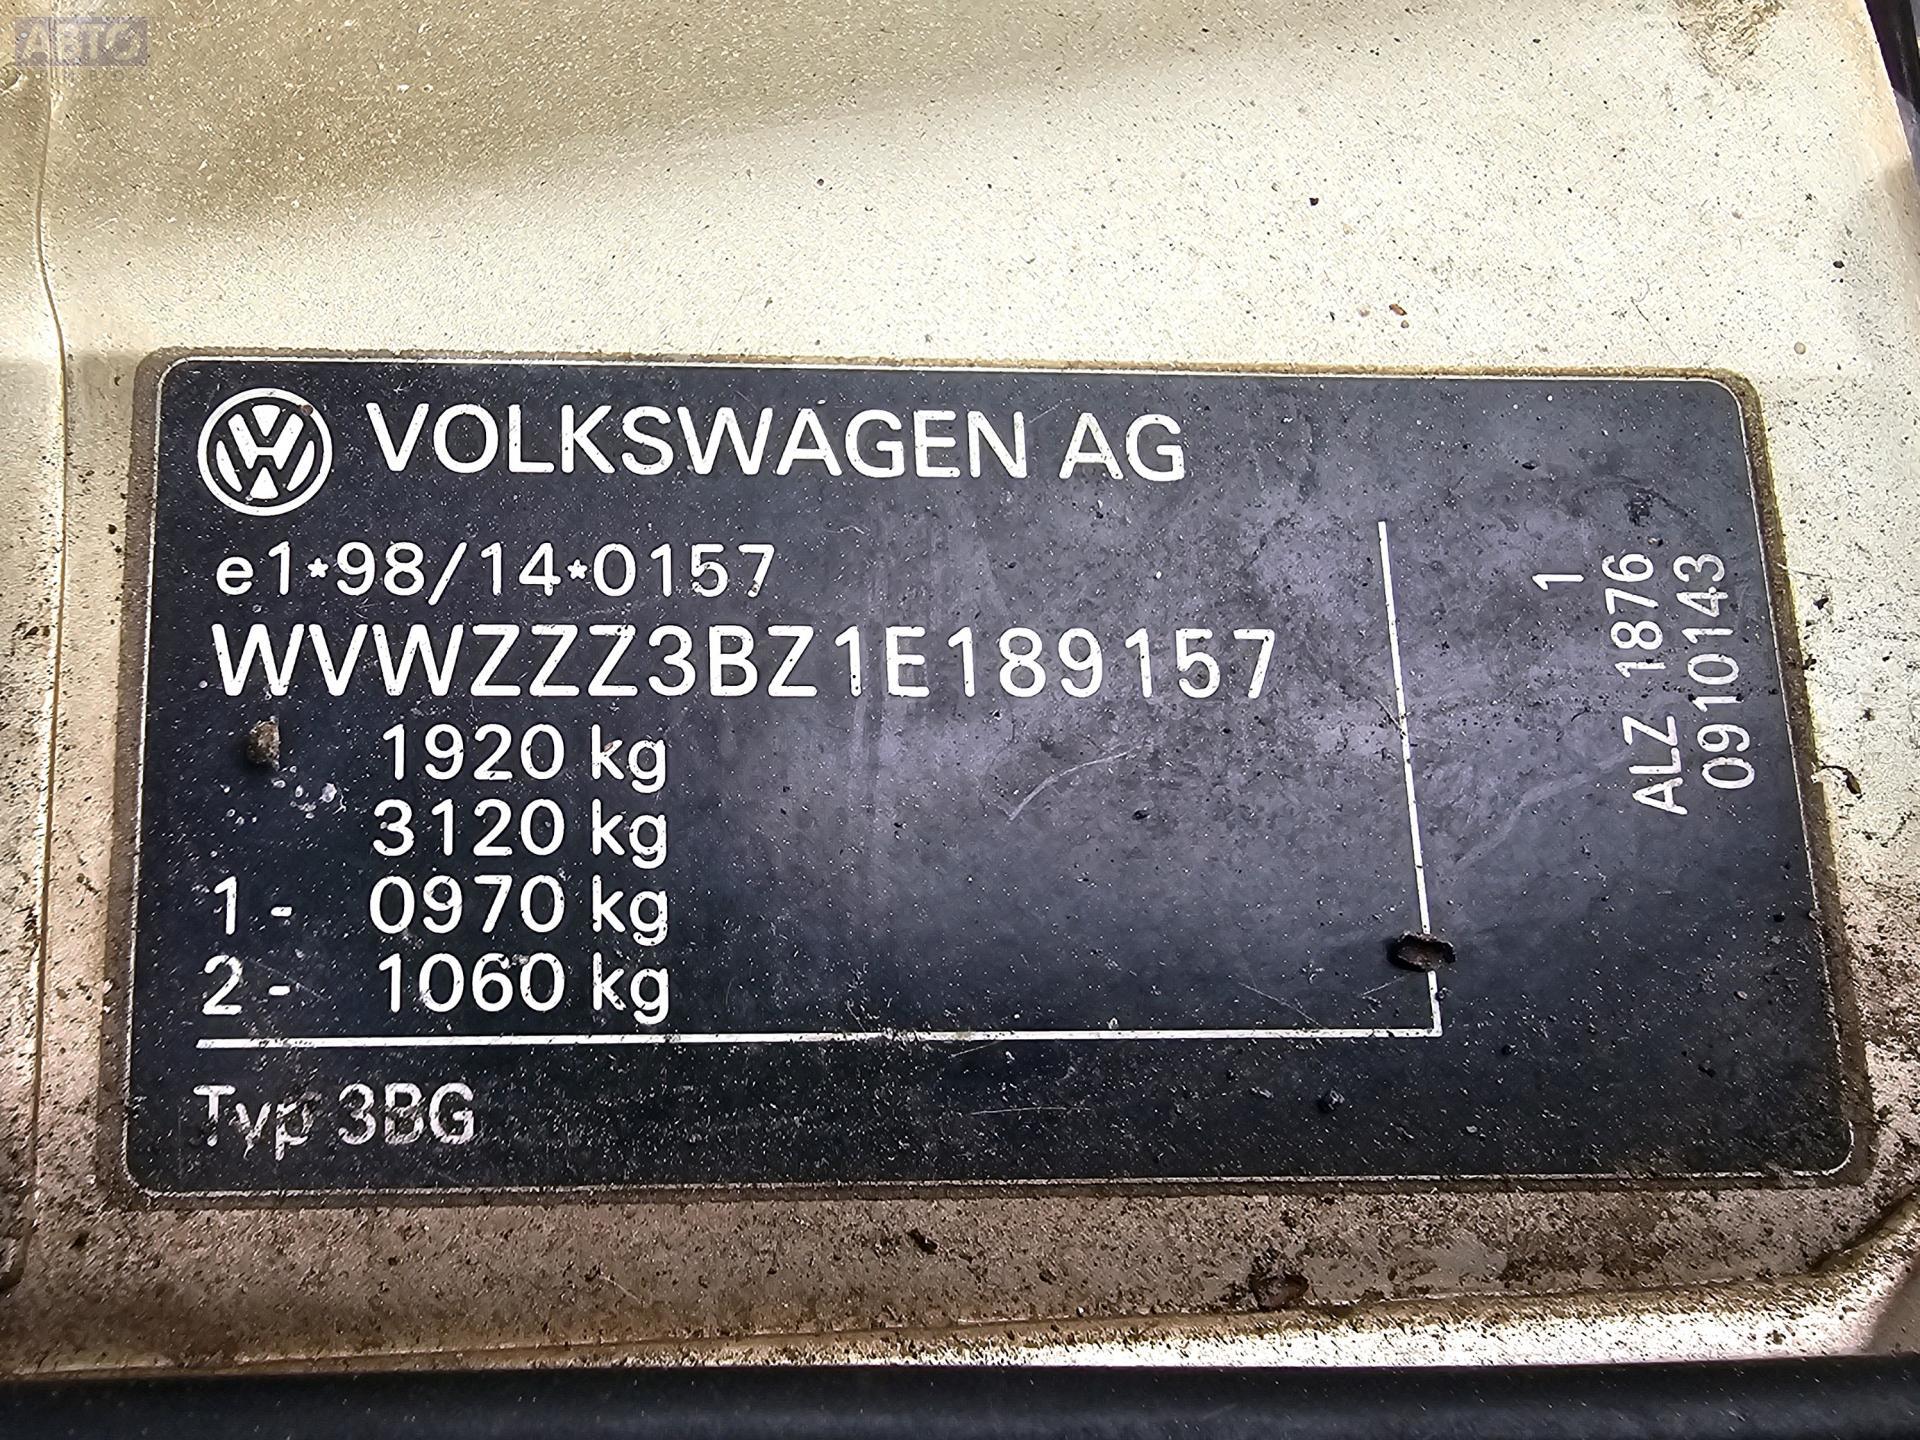 АВТО
VOLKSWAGEN AG
e1*98/14*0157
WVWZZZ3BZ1E189157
1920 kg
3120 kg
1- 0970 kg
2- 1060 kg
Typ 3BG
1
ALZ 1876
0910143